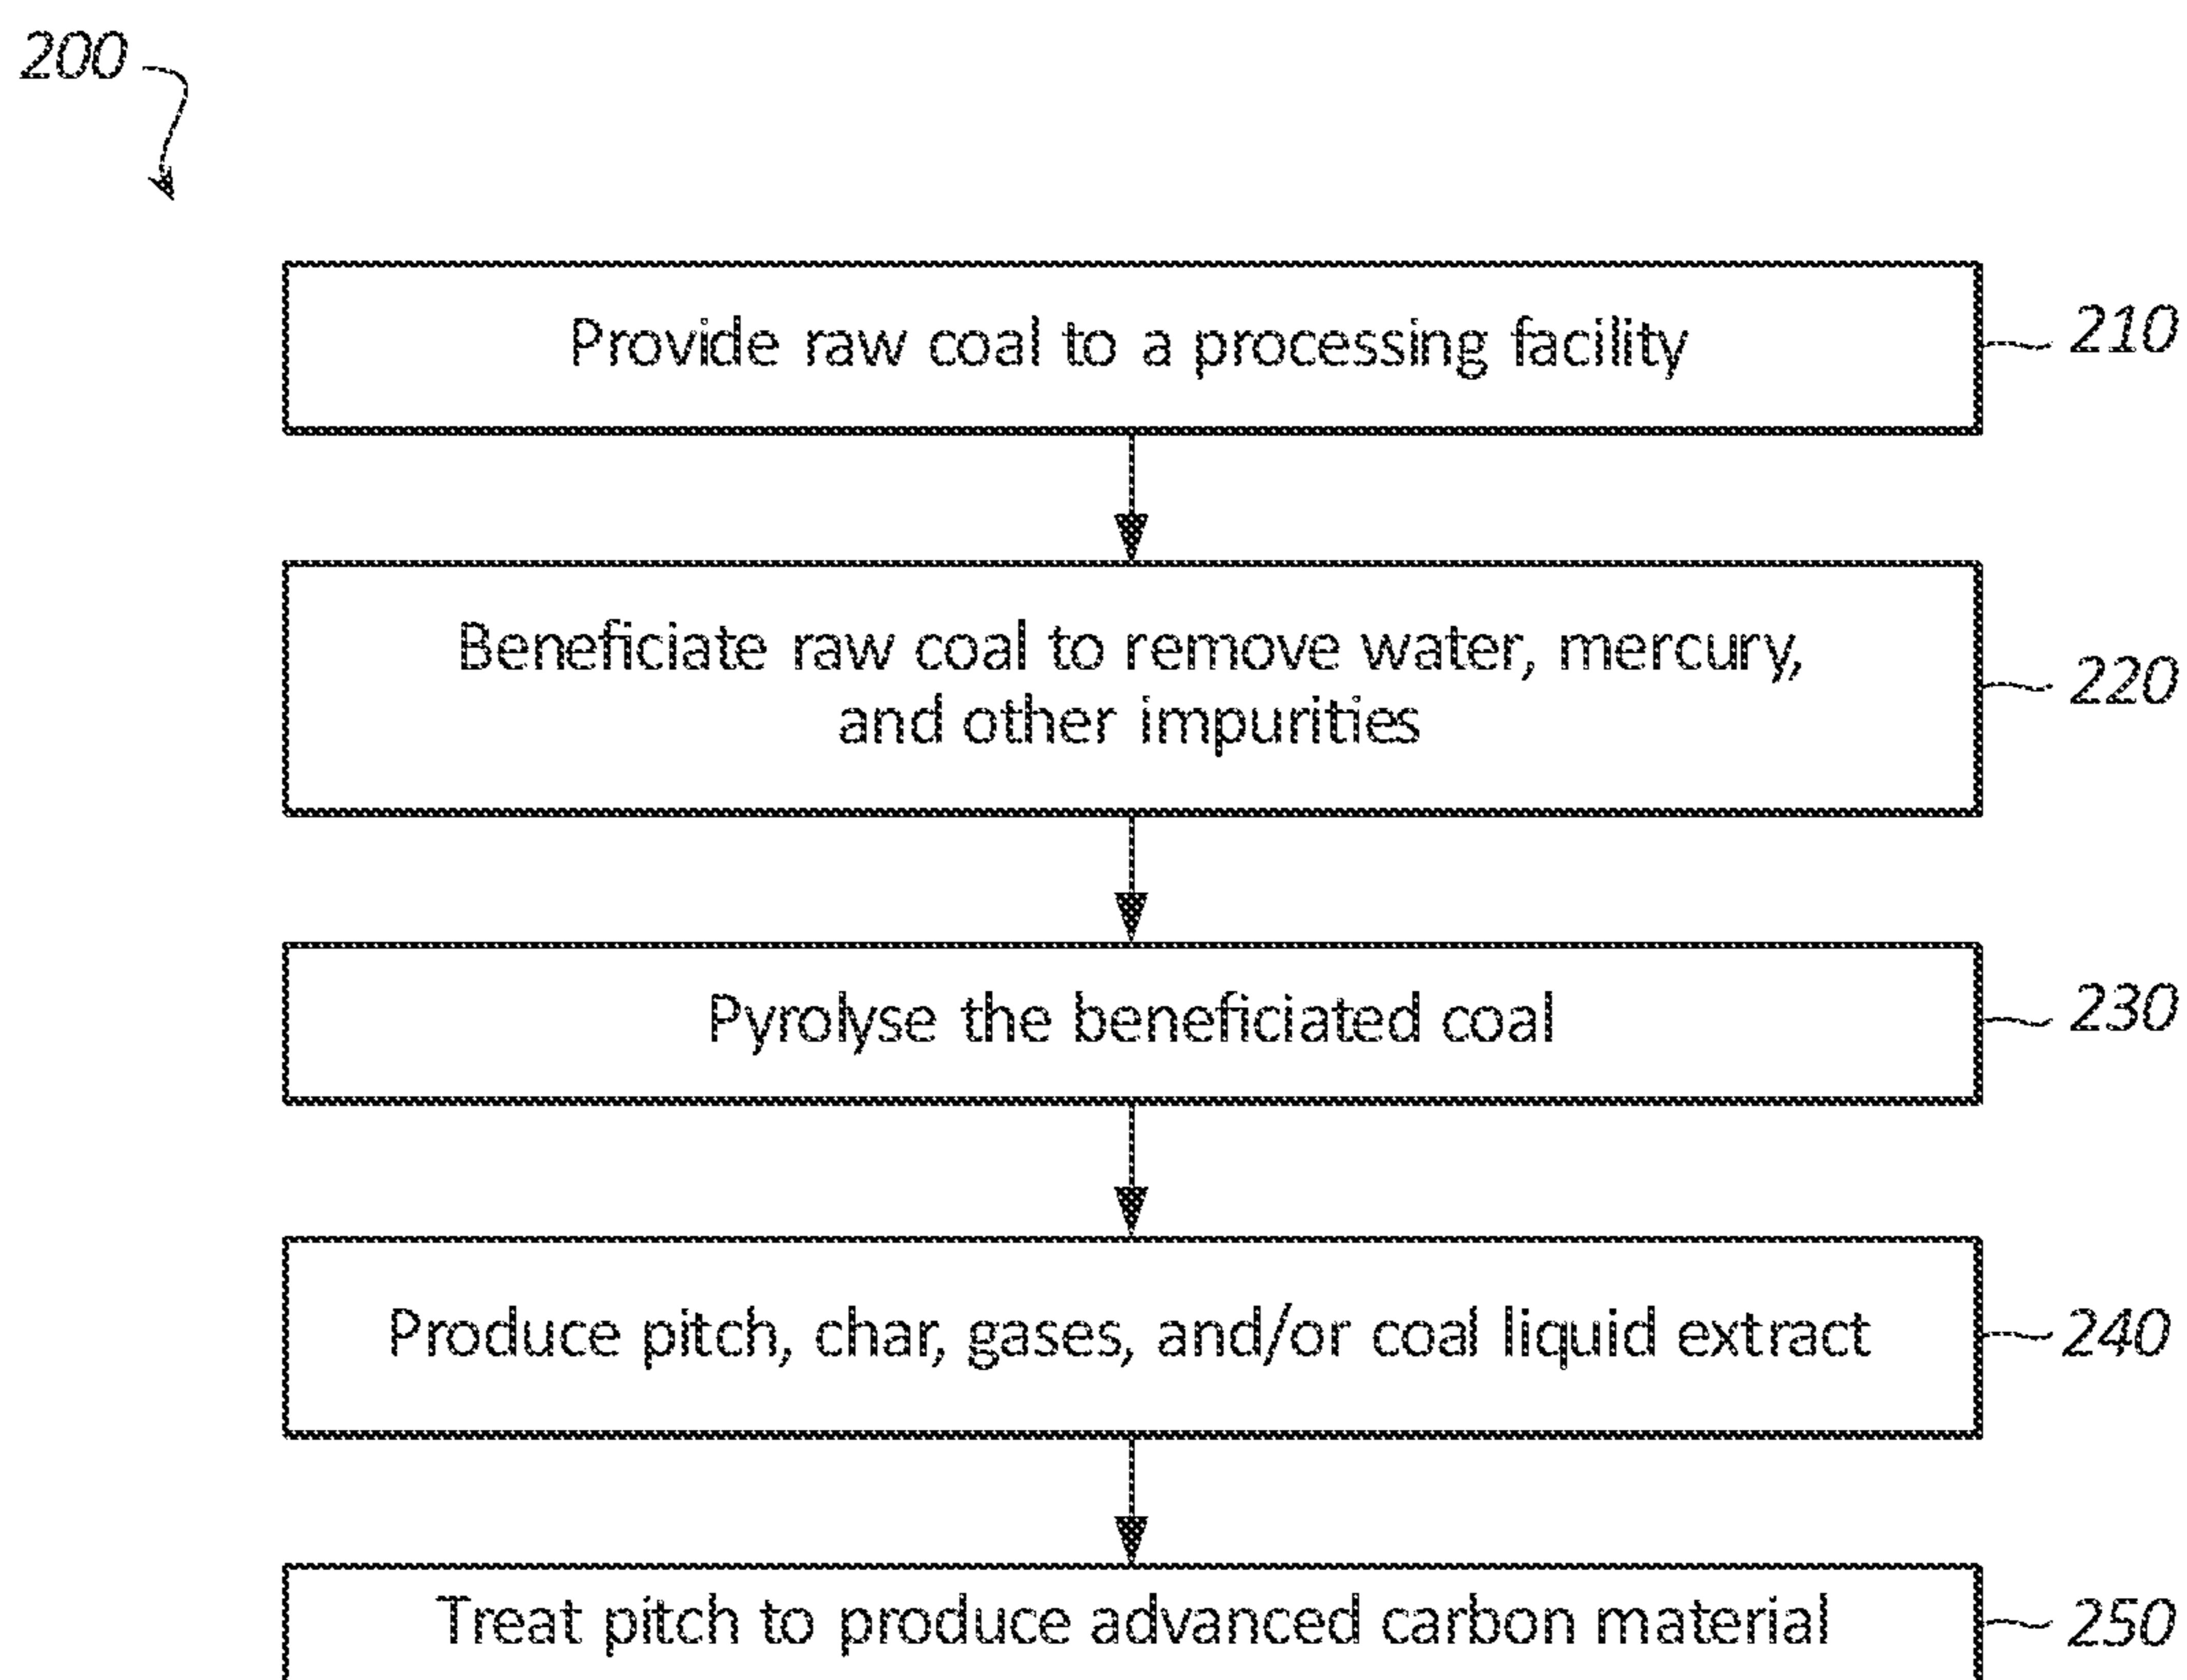 200
Provide raw coal to a processing facility
210
Beneficiate raw coal to remove water, mercury,
and other impurities
220
Pyrolyse the beneficiated coal
230
Produce pitch, char, gases, and/or coal liquid extract
240
Treat pitch to produce advanced carbon material
250